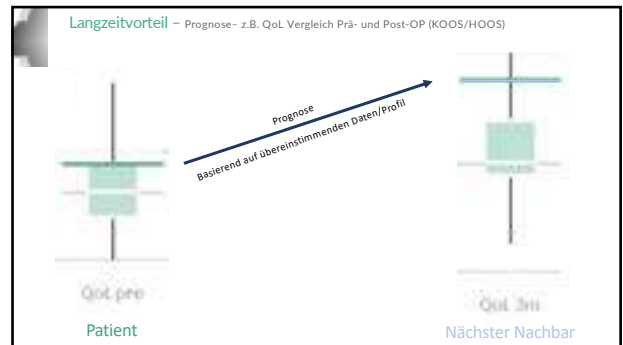 Langzeitvorteil – Prognose– z.B. QoL Vergleich Prä- und Post-OP (KOOS/HOOS)
Prognose
Basierend auf übereinstimmenden Daten/Profil
QoL pre
QoL 3m
Patient
Nächster Nachbar